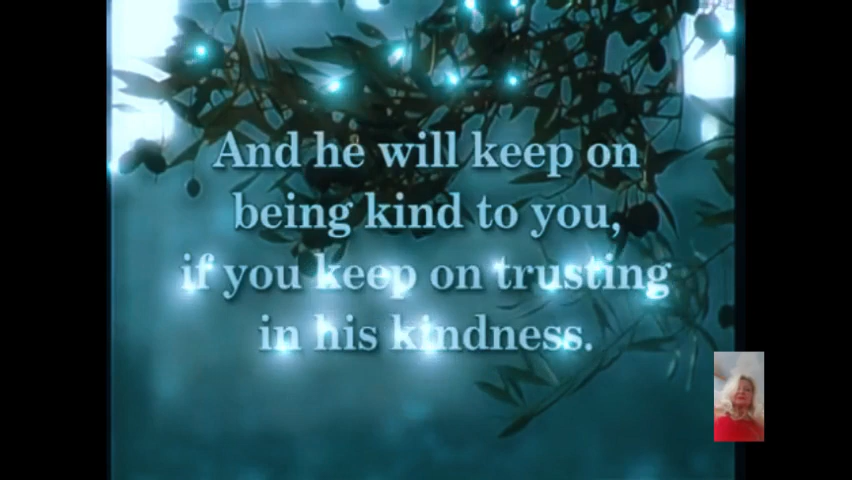 And he will keep on
being kind to you,
if you keep on trusting
in his kindness.